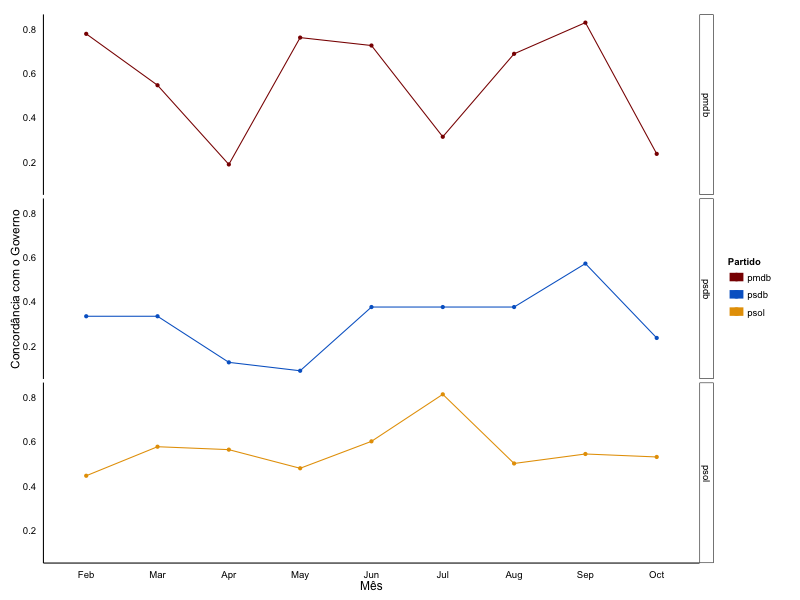 Concordância com o Governo
0.8
0.6
0.4
0.2
pmdb
0.8
0.6
0.4
0.2
psdb
0.8
0.6
0.4
0.2
psol
Feb Mar Apr May Jun Jul Aug Sep Oct
Mês
Partido
pmdb
psdb
psol